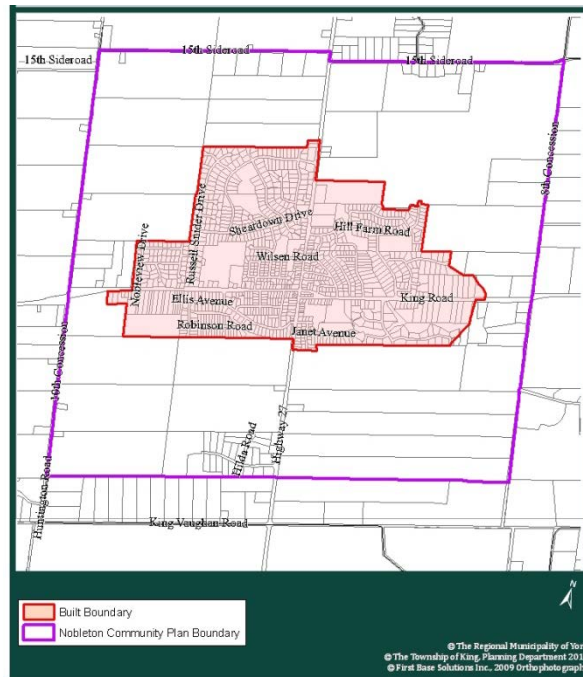 15th Sideroad
15th Sideroad
15th Sideroad
8th Concession
Russell Snider Drive
Sheardown Drive
Hill Farm Road
Nobleview Drive
Wilsen Road
Ellis Avenue
King Road
Robinson Road
Janet Avenue
10th Concession
Highway 27
Hilda Road
Huntington Road
King Vaughan Road
Built Boundary
Nobleton Community Plan Boundary
© The Regional Municipality of Yor
© The Township of King, Planning Department 201
© First Base Solutions Inc., 2009 Orthophotograph